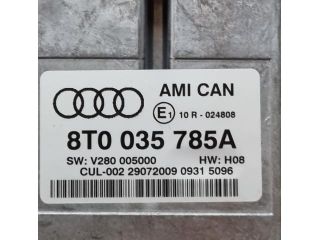 AMI CAN
E1 10 R - 024808
8T0 035 785A
SW: V280 005000 HW: H08
CUL-002 29072009 0931 5096